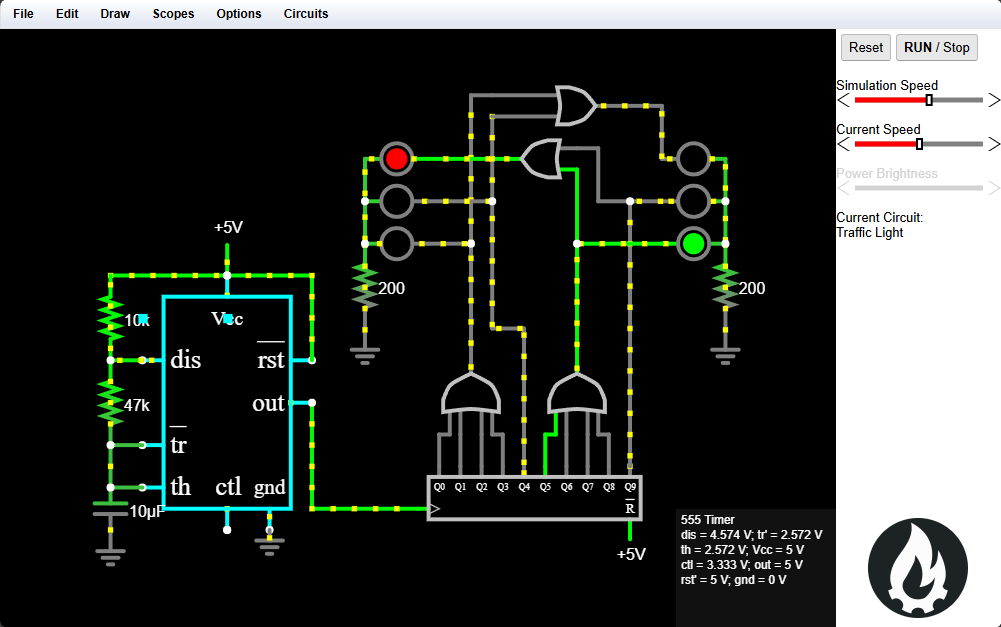 File Edit Draw Scopes Options Circuits
Reset RUN / Stop
Simulation Speed
Current Speed
Power Brightness
Current Circuit:
Traffic Light
+5V
200
200
10k
Vcc
dis
rst
47k
out
tr
th
ctl
gnd
10µF
Q0 Q1 Q2 Q3 Q4 Q5 Q6 Q7 Q8 Q9
R
+5V
555 Timer
dis = 4.574 V; tr' = 2.572 V
th = 2.572 V; Vcc = 5 V
ctl = 3.333 V; out = 5 V
rst' = 5 V; gnd = 0 V